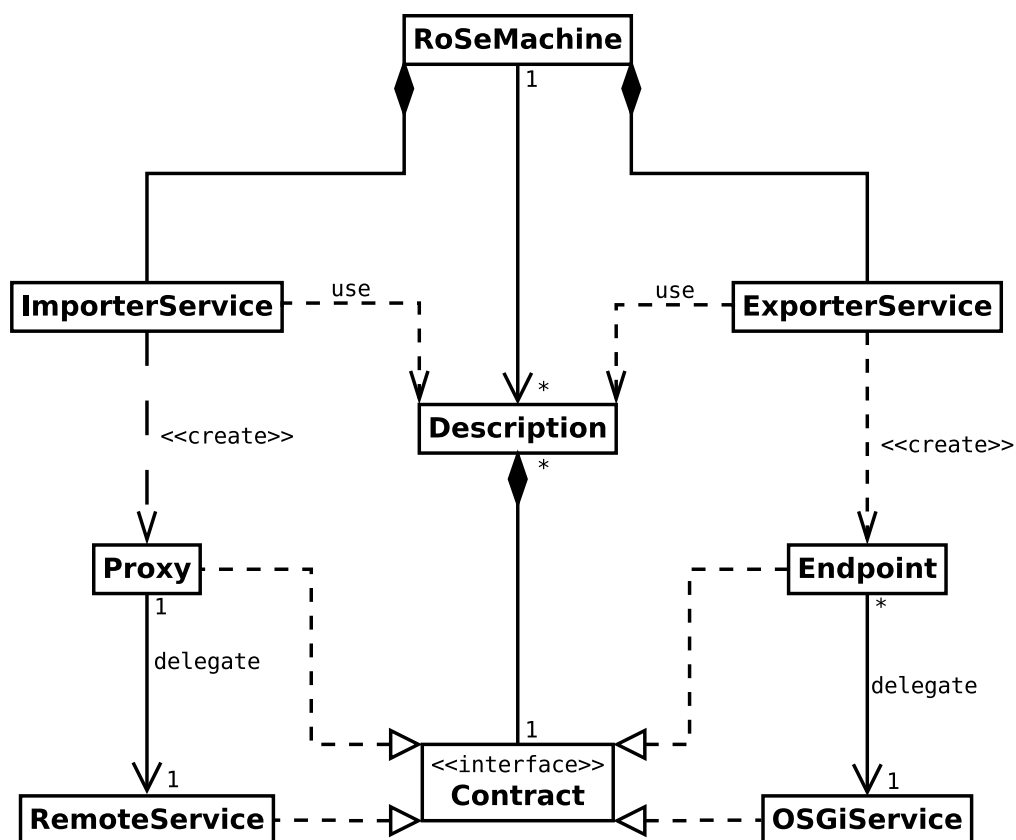 RoSeMachine
1
ImporterService
use
use
ExporterService
*
Description
*
<<create>>
<<create>>
Proxy
Endpoint
1
*
delegate
delegate
1
<<interface>>
Contract
1
1
RemoteService
OSGiService